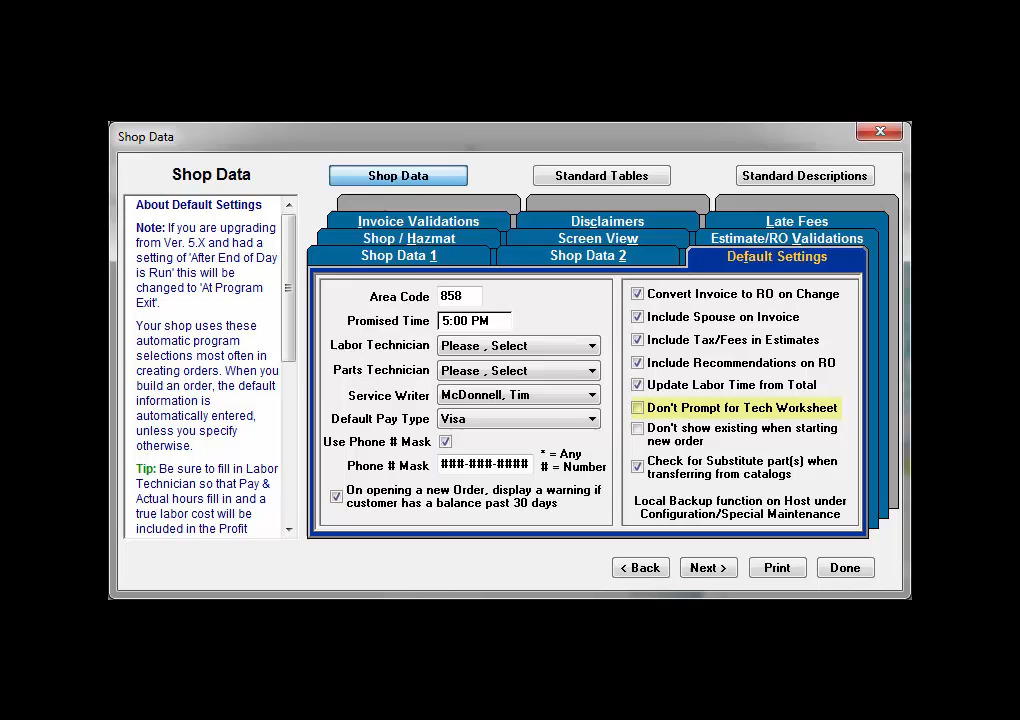 Shop Data
Shop Data
Shop Data
Standard Tables
Standard Descriptions
About Default Settings
Note: If you are upgrading
from Ver. 5.X and had a
setting of 'After End of Day
is Run' this will be
changed to 'At Program
Exit'.
Your shop uses these
automatic program
selections most often in
creating orders. When you
build an order, the default
information is
automatically entered,
unless you specify
otherwise.
Tip: Be sure to fill in Labor
Technician so that Pay &
Actual hours fill in and a
true labor cost will be
included in the Profit
Invoice Validations
Disclaimers
Late Fees
Shop / Hazmat
Screen View
Estimate/RO Validations
Shop Data 1
Shop Data 2
Default Settings
Area Code 858
Promised Time 5:00 PM
Labor Technician Please , Select
Parts Technician Please , Select
Service Writer McDonnell, Tim
Default Pay Type Visa
Use Phone # Mask
Phone # Mask ###-###-####
* = Any
# = Number
On opening a new Order, display a warning if
customer has a balance past 30 days
Convert Invoice to RO on Change
Include Spouse on Invoice
Include Tax/Fees in Estimates
Include Recommendations on RO
Update Labor Time from Total
Don't Prompt for Tech Worksheet
Don't show existing when starting
new order
Check for Substitute part(s) when
transferring from catalogs
Local Backup function on Host under
Configuration/Special Maintenance
< Back
Next >
Print
Done